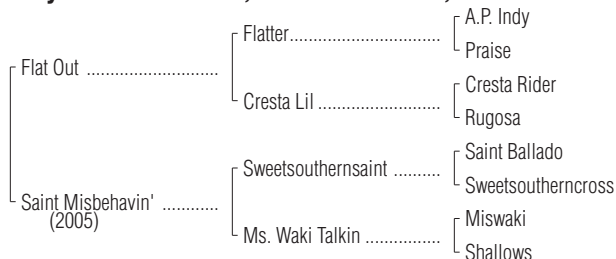 A.P. Indy
Flatter
Praise
Flat Out
Cresta Rider
Cresta Lil
Rugosa
Saint Ballado
Sweetsouthernsaint
Sweetsoutherncross
Saint Misbehavin'
(2005)
Miswaki
Ms. Waki Talkin
Shallows